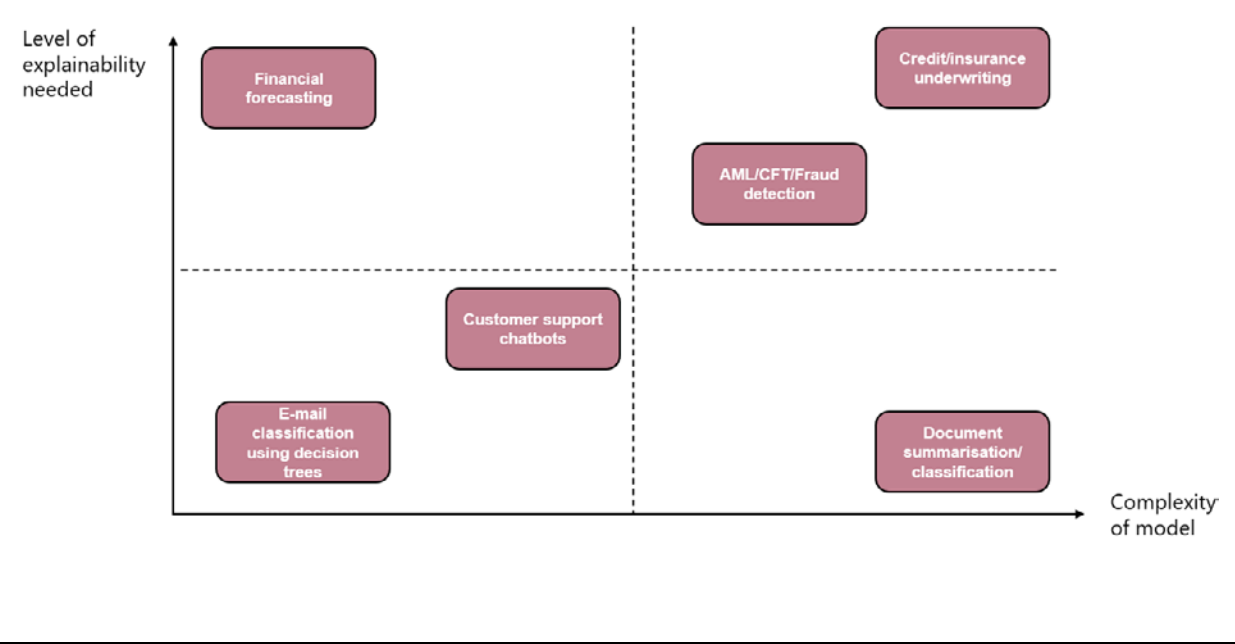 Level of
explainability
needed
Financial
forecasting
Credit/insurance
underwriting
AML/CFT/Fraud
detection
Customer support
chatbots
E-mail
classification
using decision
trees
Document
summarisation/
classification
Complexity
of model